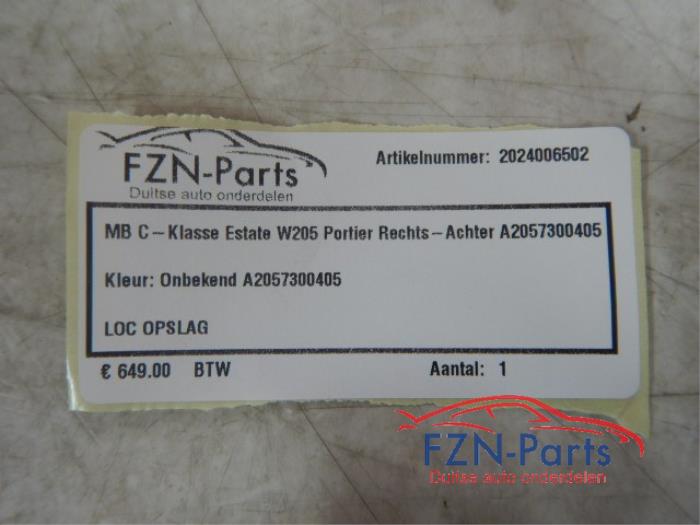 FZN-Parts
Duitse auto onderdelen
Artikelnummer: 2024006502
MB C-Klasse Estate W205 Portier Rechts-Achter A2057300405
Kleur: Onbekend A2057300405
LOC OPSLAG
€ 649.00 BTW Aantal: 1
FZN-Parts
Duitse auto onderdelen